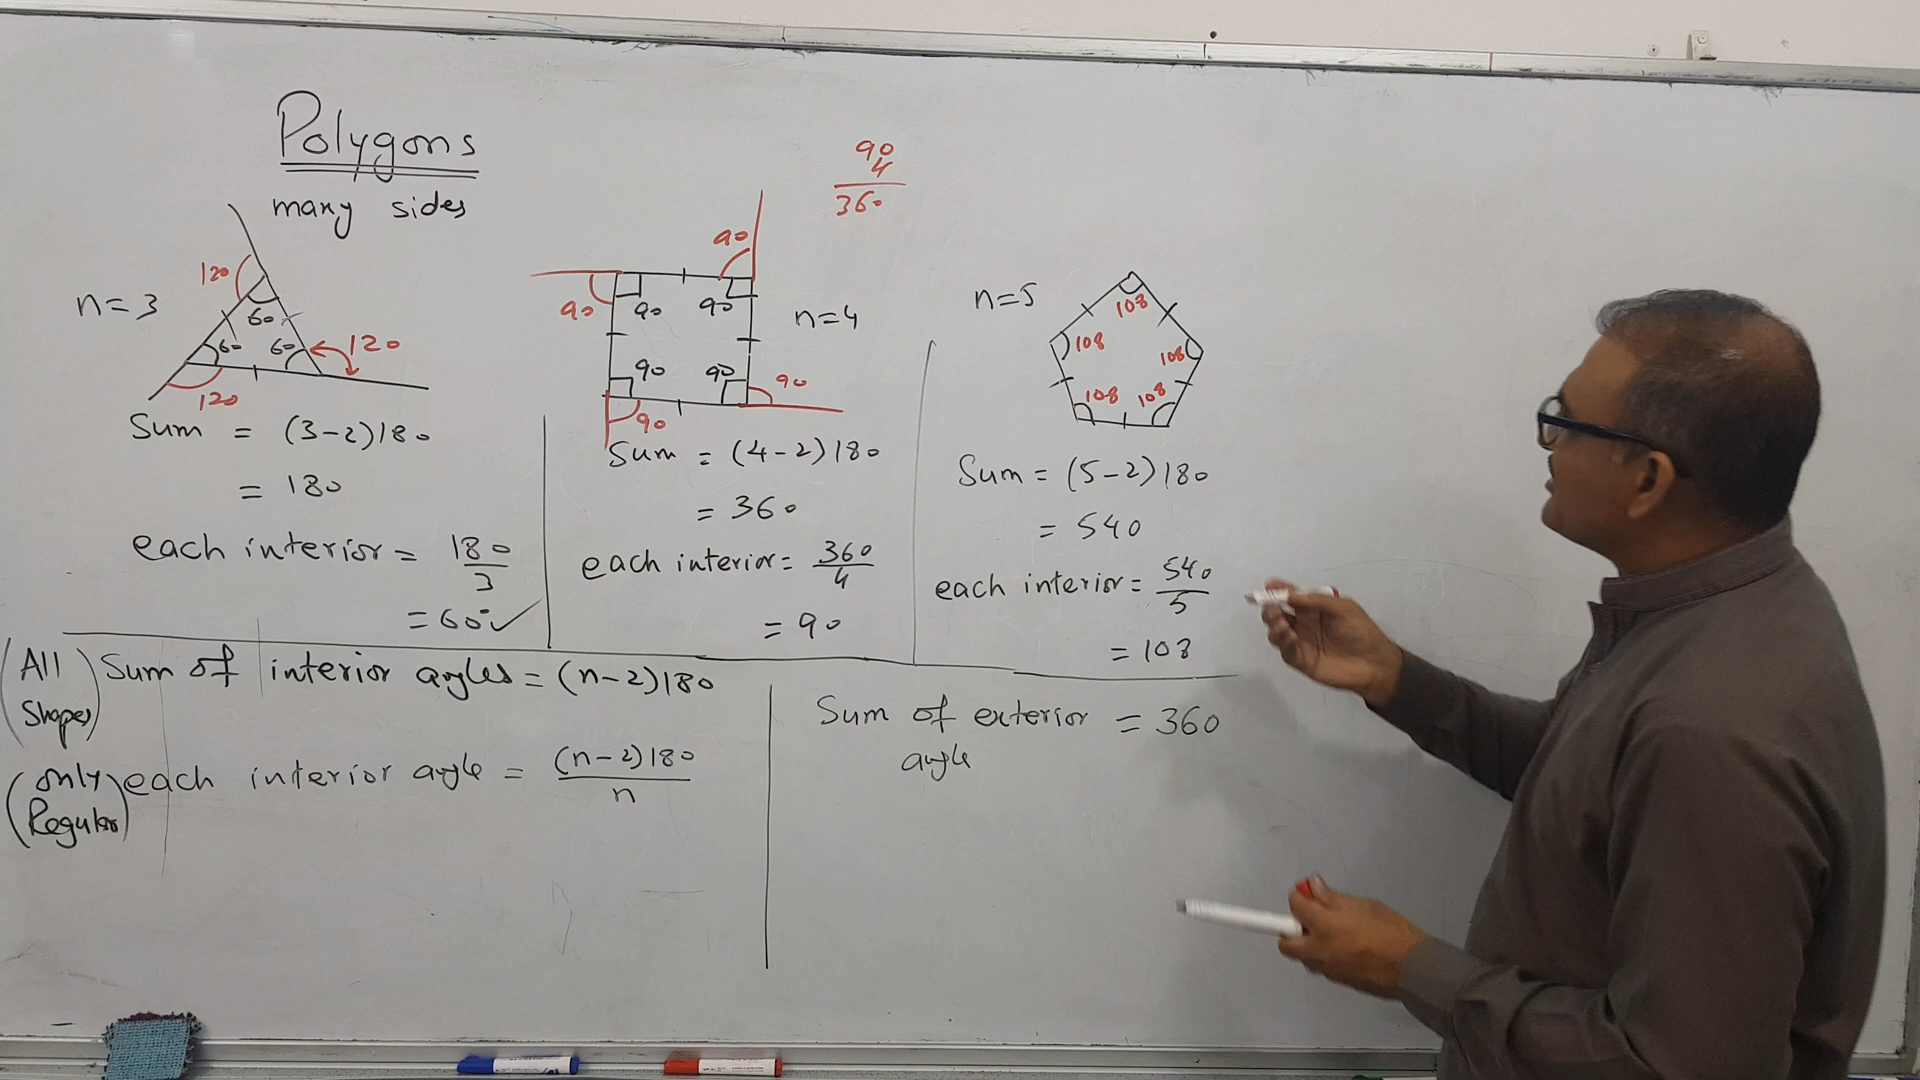 Polygons
many sides
90
4
360
n=3
120
60
60
60
120
120
90
90
90
90
90
90
90
90
90
n=4
n=5
108
108
108
108
108
Sum = (3-2)180
= 180
each interior = 180/3
= 60 ✓
Sum = (4-2)180
= 360
each interior = 360/4
= 90
Sum = (5-2)180
= 540
each interior = 540/5
= 108
(All Shapes) Sum of interior angles = (n-2)180
(only Regular) each interior angle = (n-2)180/n
Sum of exterior = 360
angle